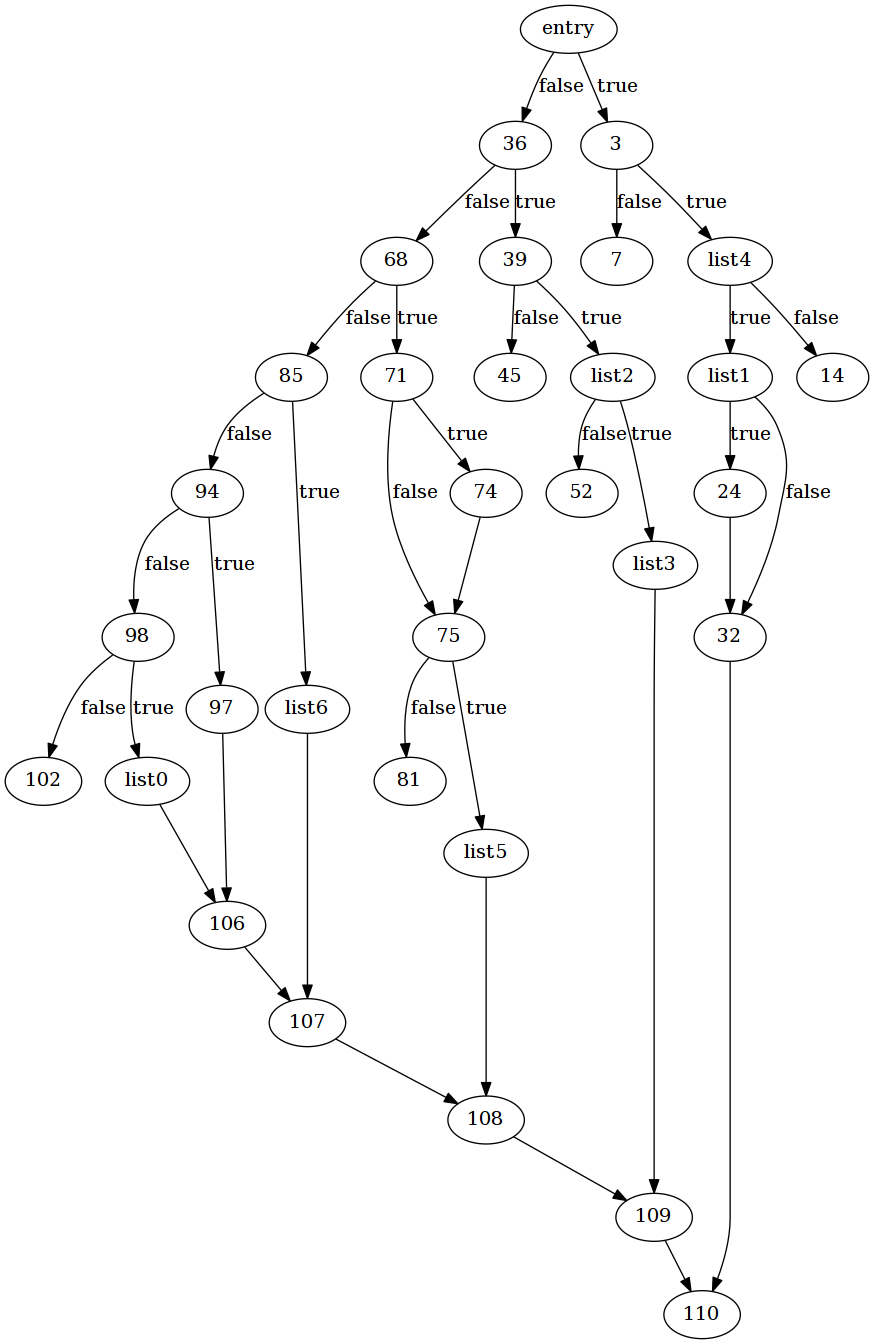 entry
false true
36 3
false true false true
68 39 7 list4
false true false true true false
85 71 45 list2 list1 14
false true false true true
94 true false 74 52 24 false
false true list3
98 75 32
false true 97 list6 false true
102 list0 81
list5
106
107
108
109
110